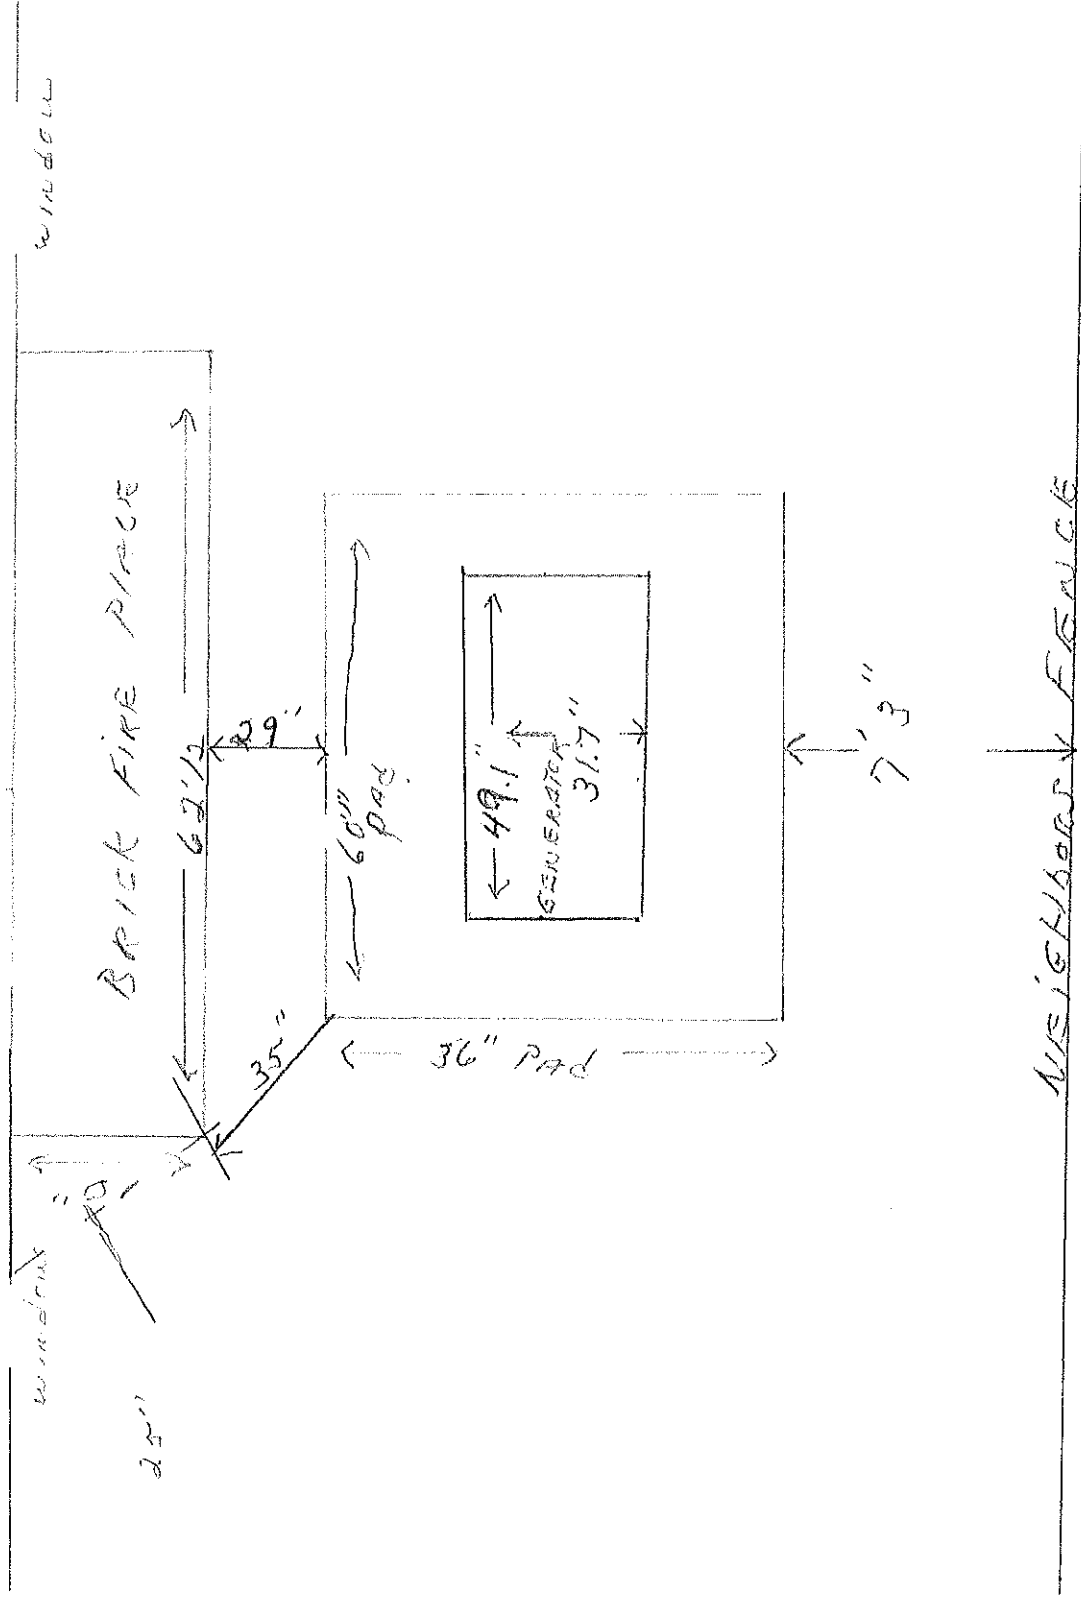 WINDOW
WINDOW
BRICK FIRE PLACE
62"1/2
29"
25"
35"
60"
PAd
49.1"
GENERATOR
31.7"
36" PAd
7' 3"
NEIGHbORS FENCE